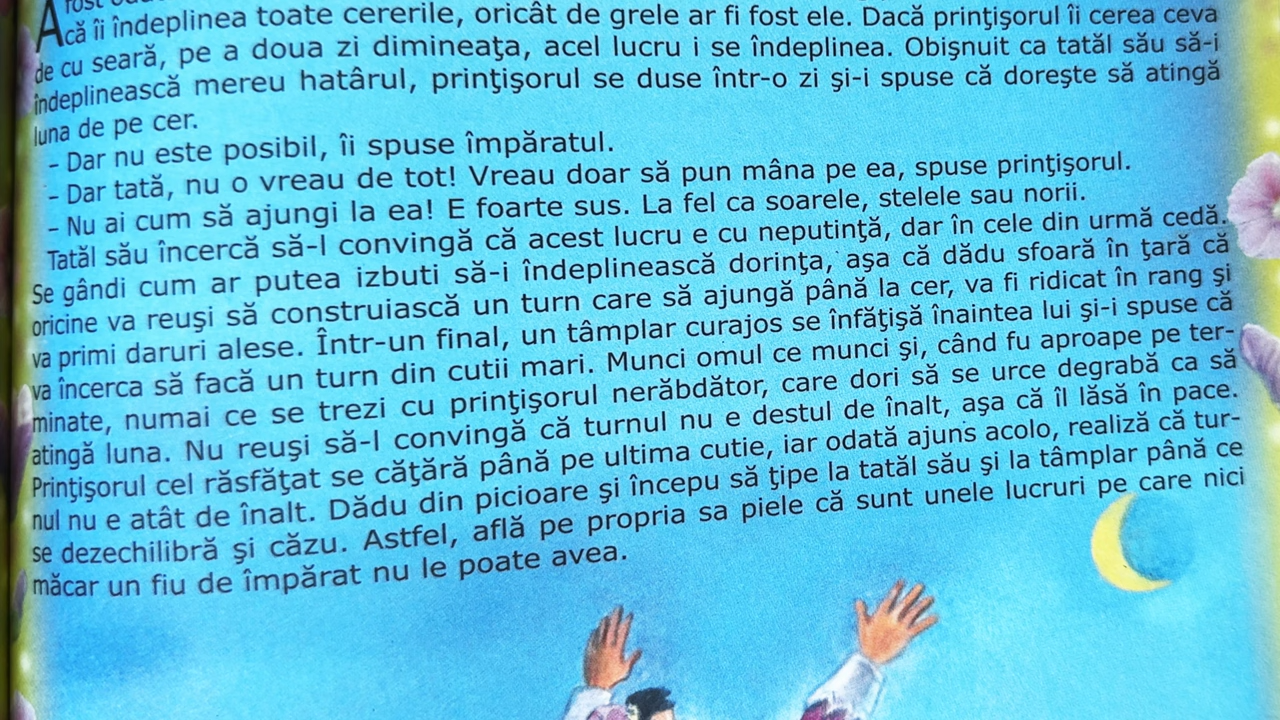 A fost
că îi îndeplinea toate cererile, oricât de grele ar fi fost ele. Dacă prinţişorul îi cerea ceva
de cu seară, pe a doua zi dimineaţa, acel lucru i se îndeplinea. Obişnuit ca tatăl său să-i
îndeplinească mereu hatârul, prinţişorul se duse într-o zi şi-i spuse că doreşte să atingă
luna de pe cer.
– Dar nu este posibil, îi spuse împăratul.
– Dar tată, nu o vreau de tot! Vreau doar să pun mâna pe ea, spuse prinţişorul.
– Nu ai cum să ajungi la ea! E foarte sus. La fel ca soarele, stelele sau norii.
Tatăl său încercă să-l convingă că acest lucru e cu neputinţă, dar în cele din urmă cedă.
Se gândi cum ar putea izbuti să-i îndeplinească dorinţa, aşa că dădu sfoară în ţară că
oricine va reuşi să construiască un turn care să ajungă până la cer, va fi ridicat în rang şi
va primi daruri alese. Într-un final, un tâmplar curajos se înfăţişă înaintea lui şi-i spuse că
va încerca să facă un turn din cutii mari. Munci omul ce munci şi, când fu aproape pe ter-
minate, numai ce se trezi cu prinţişorul nerăbdător, care dori să se urce degrabă ca să
atingă luna. Nu reuşi să-l convingă că turnul nu e destul de înalt, aşa că îl lăsă în pace.
Prinţişorul cel răsfăţat se căţără până pe ultima cutie, iar odată ajuns acolo, realiză că tur-
nul nu e atât de înalt. Dădu din picioare şi începu să ţipe la tatăl său şi la tâmplar până ce
se dezechilibră şi căzu. Astfel, află pe propria sa piele că sunt unele lucruri pe care nici
măcar un fiu de împărat nu le poate avea.